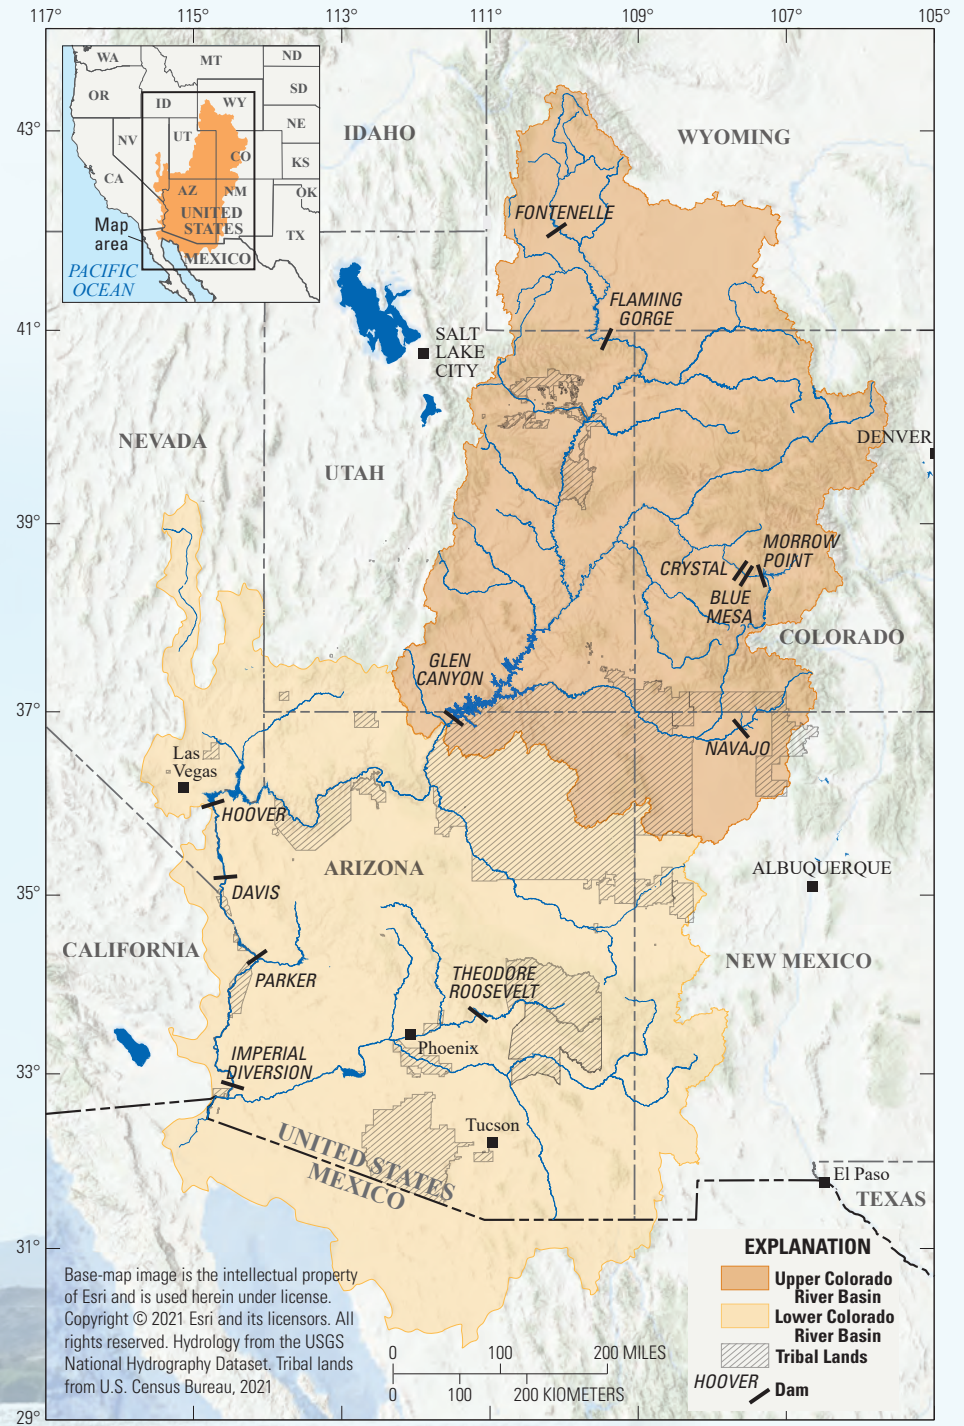 117°
115°
113°
111°
109°
107°
105°
43°
41°
39°
37°
35°
33°
31°
29°
WA
MT
ND
OR
ID
WY
SD
NV
UT
NE
CO
KS
CA
AZ
NM
OK
UNITED
STATES
TX
Map
area
MEXICO
PACIFIC
OCEAN
IDAHO
WYOMING
FONTENELLE
FLAMING
GORGE
SALT
LAKE
CITY
NEVADA
UTAH
DENVER
MORROW
POINT
CRYSTAL
BLUE
MESA
COLORADO
GLEN
CANYON
NAVAJO
Las
Vegas
HOOVER
ARIZONA
ALBUQUERQUE
DAVIS
CALIFORNIA
PARKER
NEW MEXICO
THEODORE
ROOSEVELT
Phoenix
IMPERIAL
DIVERSION
Tucson
UNITED STATES
MEXICO
El Paso
TEXAS
EXPLANATION
Upper Colorado
River Basin
Lower Colorado
River Basin
Tribal Lands
HOOVER
Dam
Base-map image is the intellectual property
of Esri and is used herein under license.
Copyright © 2021 Esri and its licensors. All
rights reserved. Hydrology from the USGS
National Hydrography Dataset. Tribal lands
from U.S. Census Bureau, 2021
0 100 200 MILES
0 100 200 KIOMETERS